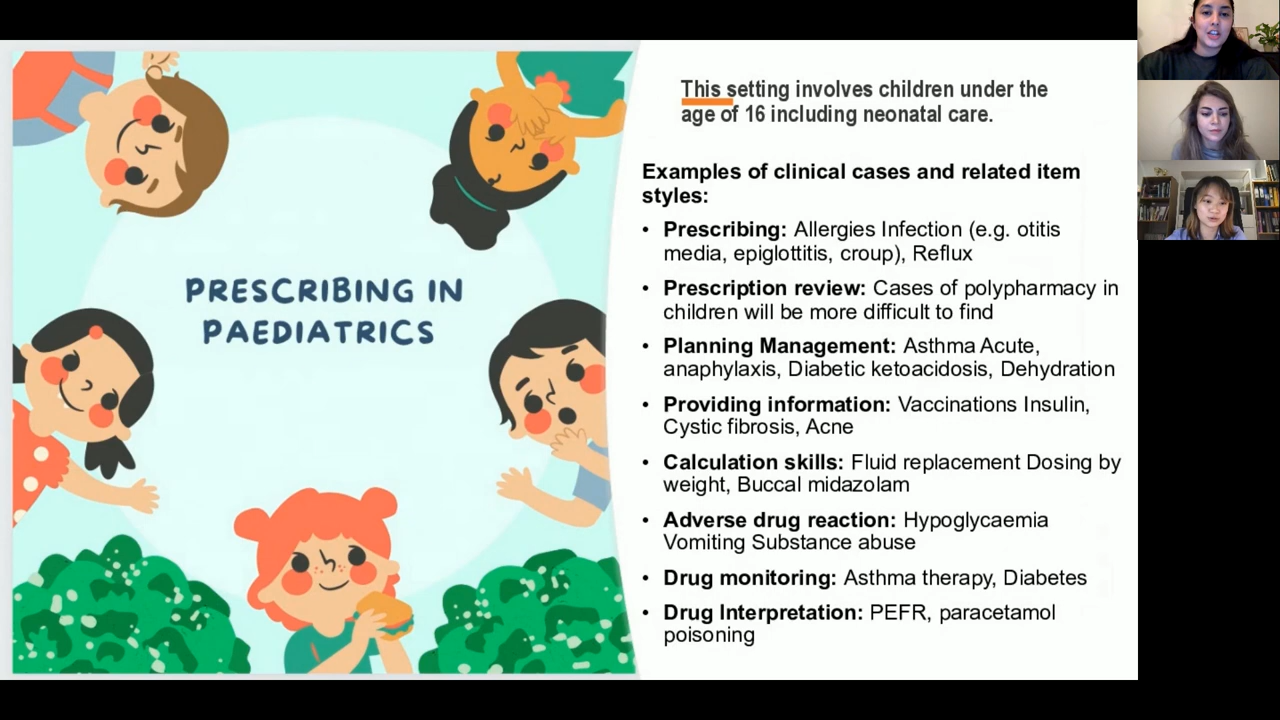 PRESCRIBING IN
PAEDIATRICS
This setting involves children under the
age of 16 including neonatal care.
Examples of clinical cases and related item
styles:
• Prescribing: Allergies Infection (e.g. otitis
media, epiglottitis, croup), Reflux
• Prescription review: Cases of polypharmacy in
children will be more difficult to find
• Planning Management: Asthma Acute,
anaphylaxis, Diabetic ketoacidosis, Dehydration
• Providing information: Vaccinations Insulin,
Cystic fibrosis, Acne
• Calculation skills: Fluid replacement Dosing by
weight, Buccal midazolam
• Adverse drug reaction: Hypoglycaemia
Vomiting Substance abuse
• Drug monitoring: Asthma therapy, Diabetes
• Drug Interpretation: PEFR, paracetamol
poisoning